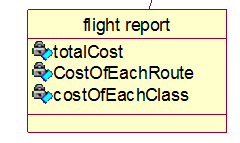 flight report
totalCost
CostOfEachRoute
costOfEachClass